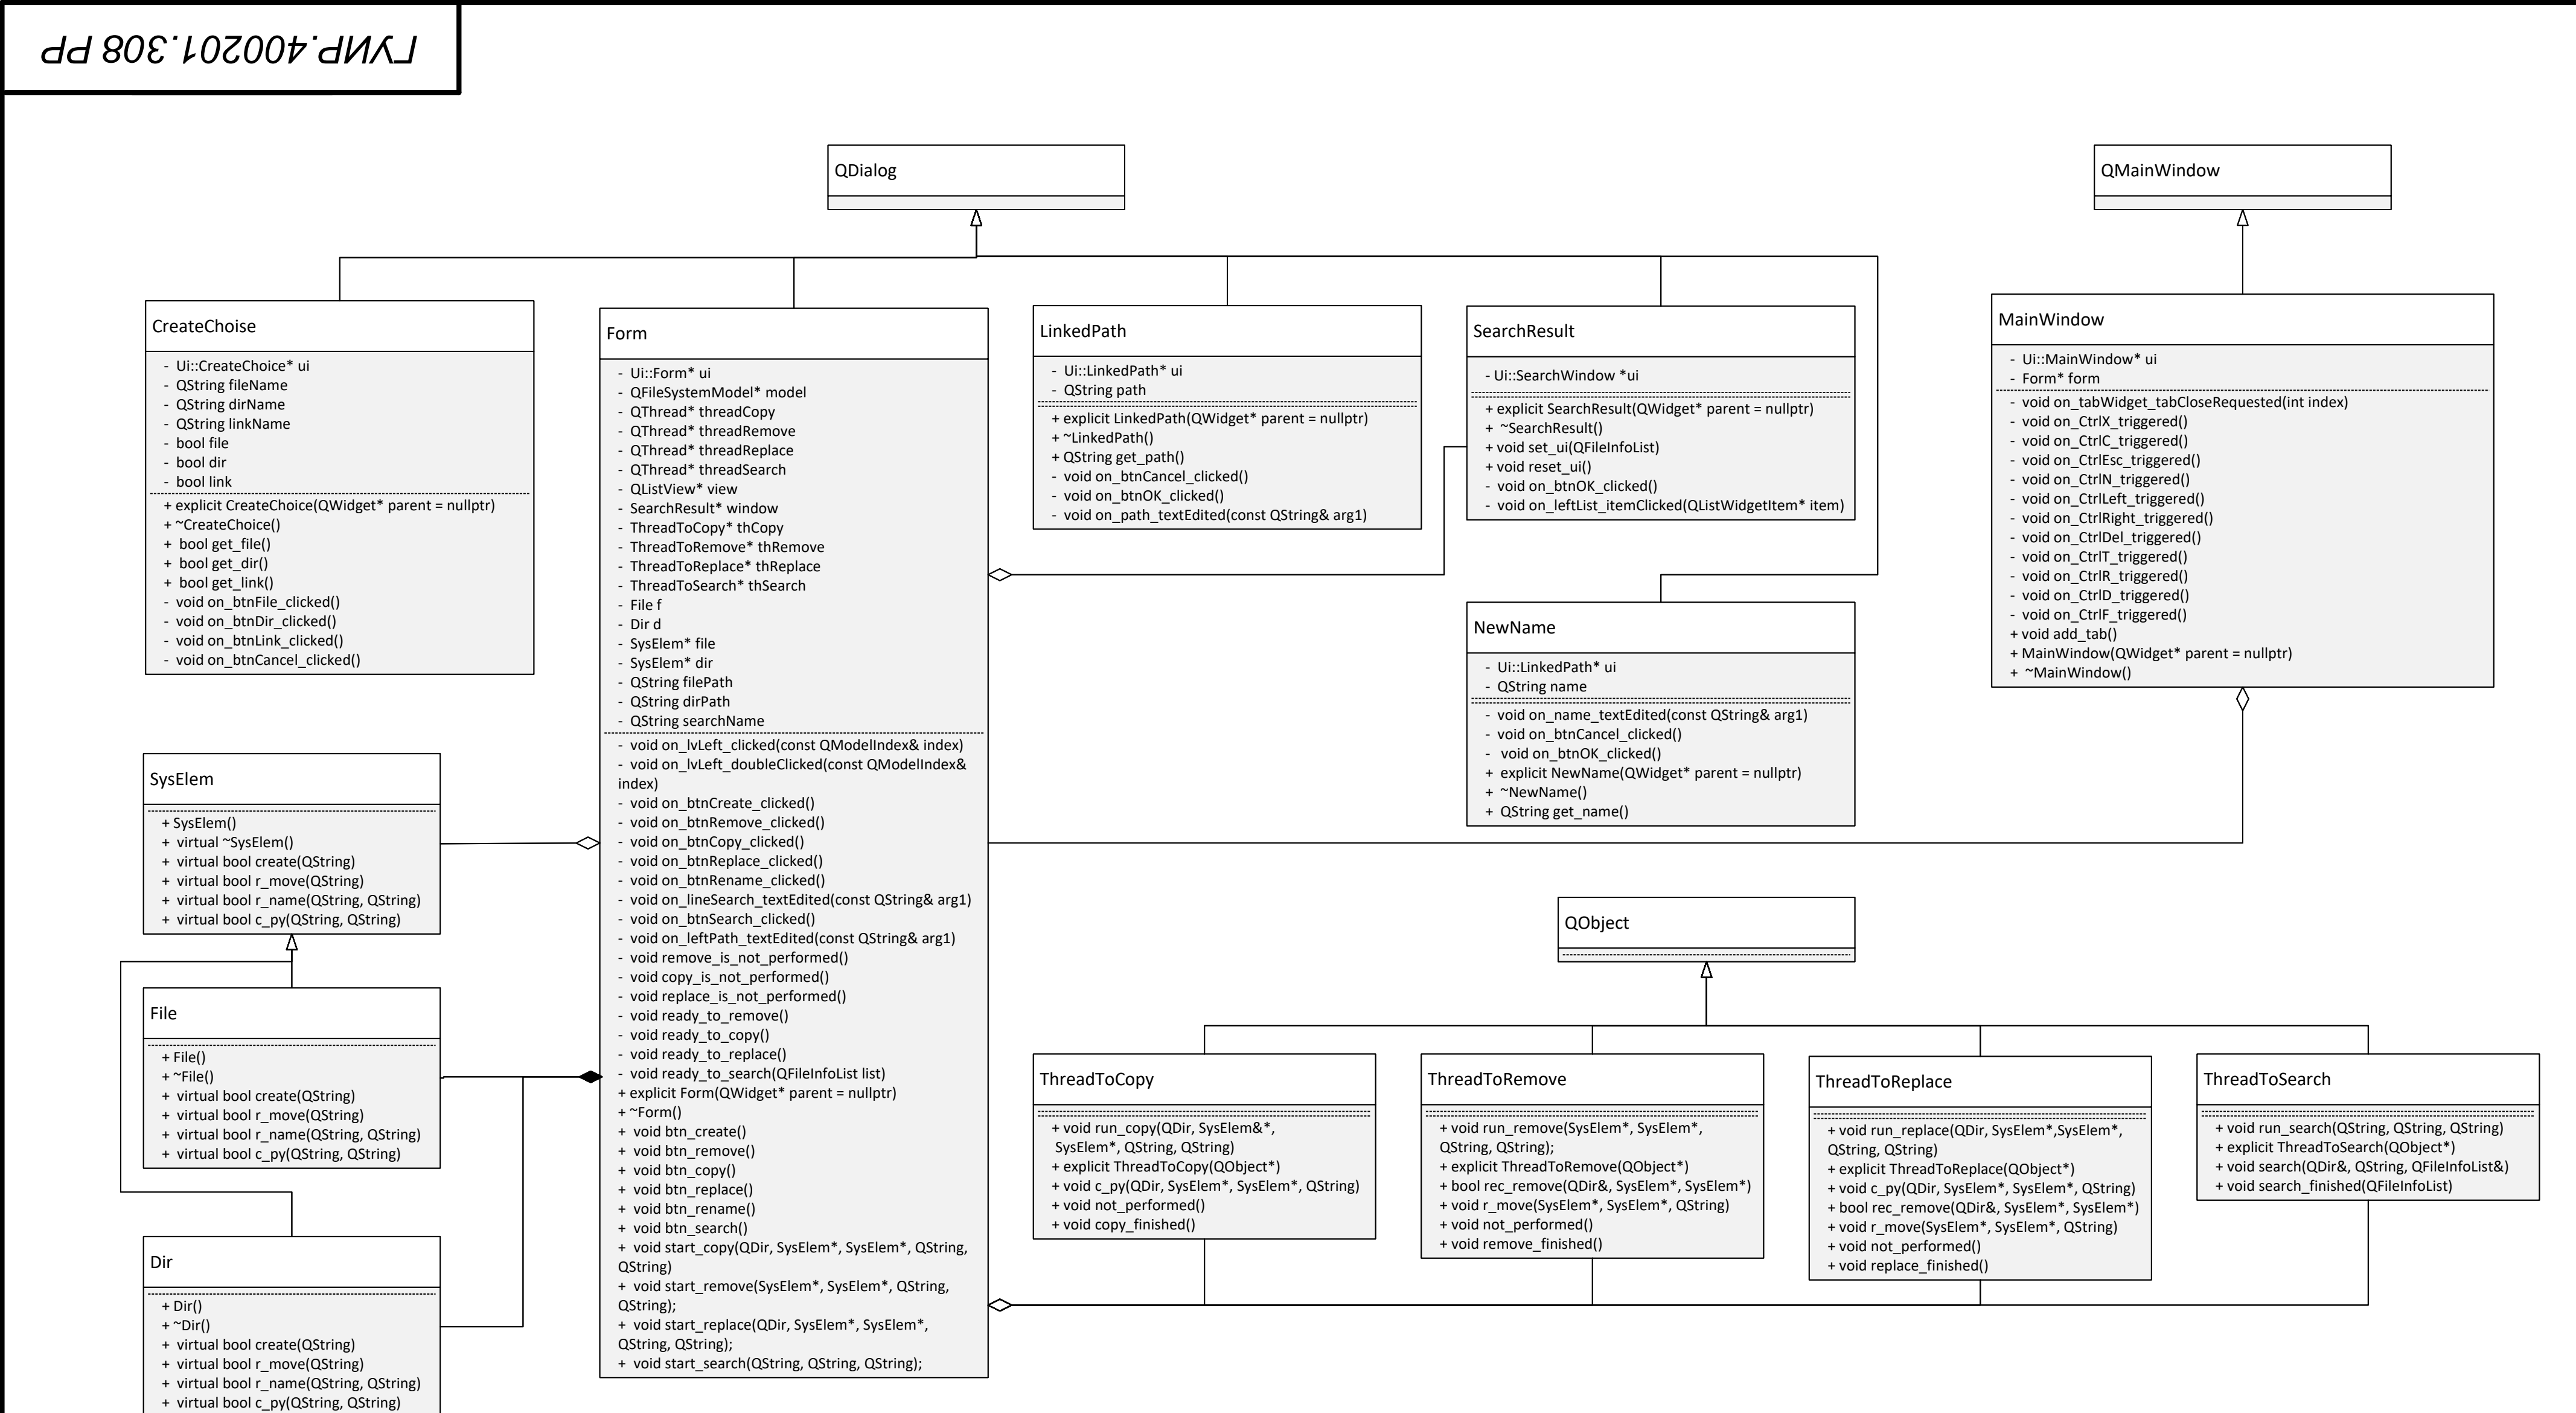 ГУИР.400201.308 РР
QDialog
QMainWindow
CreateChoise
- Ui::CreateChoice* ui
- QString fileName
- QString dirName
- QString linkName
- bool file
- bool dir
- bool link
+ explicit CreateChoice(QWidget* parent = nullptr)
+ ~CreateChoice()
+ bool get_file()
+ bool get_dir()
+ bool get_link()
- void on_btnFile_clicked()
- void on_btnDir_clicked()
- void on_btnLink_clicked()
- void on_btnCancel_clicked()
Form
- Ui::Form* ui
- QFileSystemModel* model
- QThread* threadCopy
- QThread* threadRemove
- QThread* threadReplace
- QThread* threadSearch
- QListView* view
- SearchResult* window
- ThreadToCopy* thCopy
- ThreadToRemove* thRemove
- ThreadToReplace* thReplace
- ThreadToSearch* thSearch
- File f
- Dir d
- SysElem* file
- SysElem* dir
- QString filePath
- QString dirPath
- QString searchName
- void on_lvLeft_clicked(const QModelIndex& index)
- void on_lvLeft_doubleClicked(const QModelIndex&
index)
- void on_btnCreate_clicked()
- void on_btnRemove_clicked()
- void on_btnCopy_clicked()
- void on_btnReplace_clicked()
- void on_btnRename_clicked()
- void on_lineSearch_textEdited(const QString& arg1)
- void on_btnSearch_clicked()
- void on_leftPath_textEdited(const QString& arg1)
- void remove_is_not_performed()
- void copy_is_not_performed()
- void replace_is_not_performed()
- void ready_to_remove()
- void ready_to_copy()
- void ready_to_replace()
- void ready_to_search(QFileInfoList list)
+ explicit Form(QWidget* parent = nullptr)
+ ~Form()
+ void btn_create()
+ void btn_remove()
+ void btn_copy()
+ void btn_replace()
+ void btn_rename()
+ void btn_search()
+ void start_copy(QDir, SysElem*, SysElem*, QString,
QString)
+ void start_remove(SysElem*, SysElem*, QString,
QString);
+ void start_replace(QDir, SysElem*, SysElem*,
QString, QString);
+ void start_search(QString, QString, QString);
LinkedPath
- Ui::LinkedPath* ui
- QString path
+ explicit LinkedPath(QWidget* parent = nullptr)
+ ~LinkedPath()
+ QString get_path()
- void on_btnCancel_clicked()
- void on_btnOK_clicked()
- void on_path_textEdited(const QString& arg1)
SearchResult
- Ui::SearchWindow *ui
+ explicit SearchResult(QWidget* parent = nullptr)
+ ~SearchResult()
+ void set_ui(QFileInfoList)
+ void reset_ui()
- void on_btnOK_clicked()
- void on_leftList_itemClicked(QListWidgetItem* item)
MainWindow
- Ui::MainWindow* ui
- Form* form
- void on_tabWidget_tabCloseRequested(int index)
- void on_CtrlX_triggered()
- void on_CtrlC_triggered()
- void on_CtrlEsc_triggered()
- void on_CtrlN_triggered()
- void on_CtrlLeft_triggered()
- void on_CtrlRight_triggered()
- void on_CtrlDel_triggered()
- void on_CtrlT_triggered()
- void on_CtrlR_triggered()
- void on_CtrlD_triggered()
- void on_CtrlF_triggered()
+ void add_tab()
+ MainWindow(QWidget* parent = nullptr)
+ ~MainWindow()
NewName
- Ui::LinkedPath* ui
- QString name
- void on_name_textEdited(const QString& arg1)
- void on_btnCancel_clicked()
- void on_btnOK_clicked()
+ explicit NewName(QWidget* parent = nullptr)
+ ~NewName()
+ QString get_name()
SysElem
+ SysElem()
+ virtual ~SysElem()
+ virtual bool create(QString)
+ virtual bool r_move(QString)
+ virtual bool r_name(QString, QString)
+ virtual bool c_py(QString, QString)
File
+ File()
+ ~File()
+ virtual bool create(QString)
+ virtual bool r_move(QString)
+ virtual bool r_name(QString, QString)
+ virtual bool c_py(QString, QString)
Dir
+ Dir()
+ ~Dir()
+ virtual bool create(QString)
+ virtual bool r_move(QString)
+ virtual bool r_name(QString, QString)
+ virtual bool c_py(QString, QString)
QObject
ThreadToCopy
+ void run_copy(QDir, SysElem&*,
SysElem*, QString, QString)
+ explicit ThreadToCopy(QObject*)
+ void c_py(QDir, SysElem*, SysElem*, QString)
+ void not_performed()
+ void copy_finished()
ThreadToRemove
+ void run_remove(SysElem*, SysElem*,
QString, QString);
+ explicit ThreadToRemove(QObject*)
+ bool rec_remove(QDir&, SysElem*, SysElem*)
+ void r_move(SysElem*, SysElem*, QString)
+ void not_performed()
+ void remove_finished()
ThreadToReplace
+ void run_replace(QDir, SysElem*,SysElem*,
QString, QString)
+ explicit ThreadToReplace(QObject*)
+ void c_py(QDir, SysElem*, SysElem*, QString)
+ bool rec_remove(QDir&, SysElem*, SysElem*)
+ void r_move(SysElem*, SysElem*, QString)
+ void not_performed()
+ void replace_finished()
ThreadToSearch
+ void run_search(QString, QString, QString)
+ explicit ThreadToSearch(QObject*)
+ void search(QDir&, QString, QFileInfoList&)
+ void search_finished(QFileInfoList)